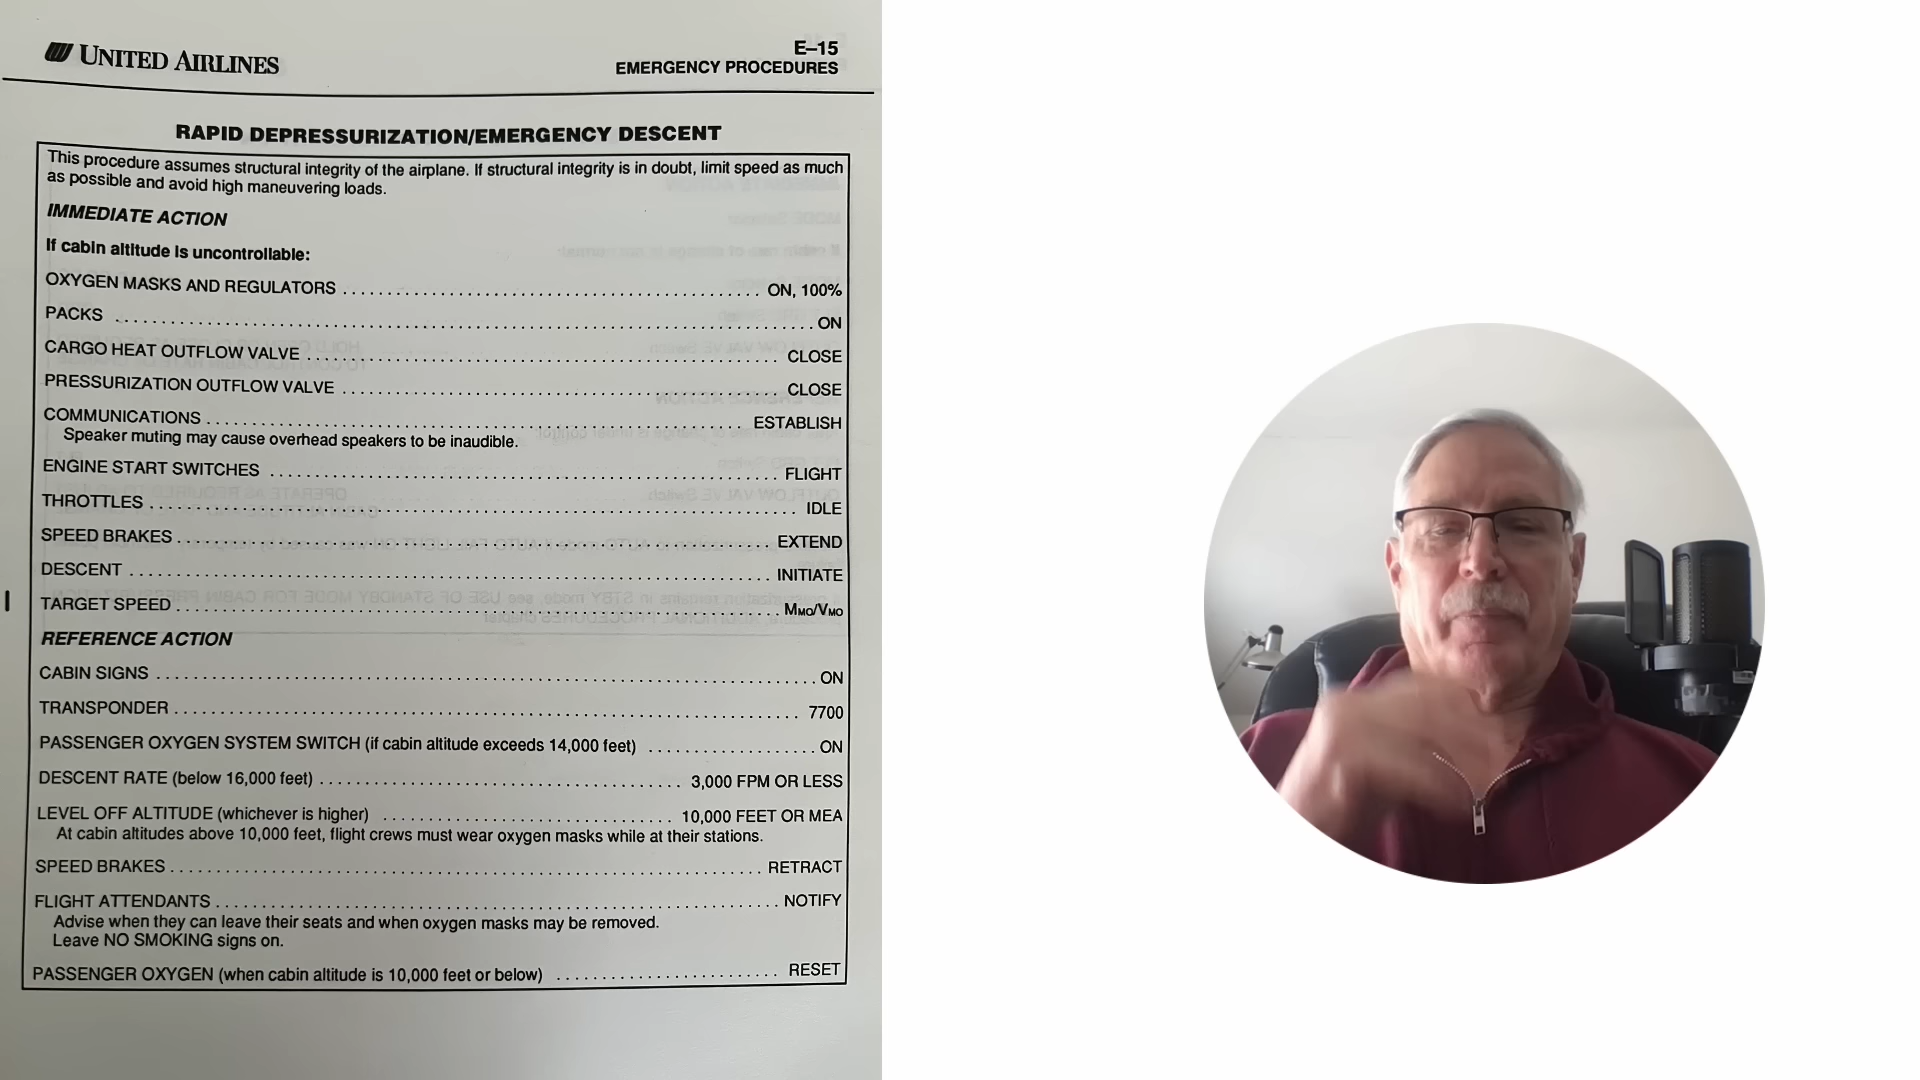 UNITED AIRLINES
E–15
EMERGENCY PROCEDURES
RAPID DEPRESSURIZATION/EMERGENCY DESCENT
This procedure assumes structural integrity of the airplane. If structural integrity is in doubt, limit speed as much
as possible and avoid high maneuvering loads.
IMMEDIATE ACTION
If cabin altitude is uncontrollable:
OXYGEN MASKS AND REGULATORS ON, 100%
PACKS ON
CARGO HEAT OUTFLOW VALVE CLOSE
PRESSURIZATION OUTFLOW VALVE CLOSE
COMMUNICATIONS ESTABLISH
Speaker muting may cause overhead speakers to be inaudible.
ENGINE START SWITCHES FLIGHT
THROTTLES IDLE
SPEED BRAKES EXTEND
DESCENT INITIATE
TARGET SPEED MMO/VMO
REFERENCE ACTION
CABIN SIGNS ON
TRANSPONDER 7700
PASSENGER OXYGEN SYSTEM SWITCH (if cabin altitude exceeds 14,000 feet) ON
DESCENT RATE (below 16,000 feet) 3,000 FPM OR LESS
LEVEL OFF ALTITUDE (whichever is higher) 10,000 FEET OR MEA
At cabin altitudes above 10,000 feet, flight crews must wear oxygen masks while at their stations.
SPEED BRAKES RETRACT
FLIGHT ATTENDANTS NOTIFY
Advise when they can leave their seats and when oxygen masks may be removed.
Leave NO SMOKING signs on.
PASSENGER OXYGEN (when cabin altitude is 10,000 feet or below) RESET